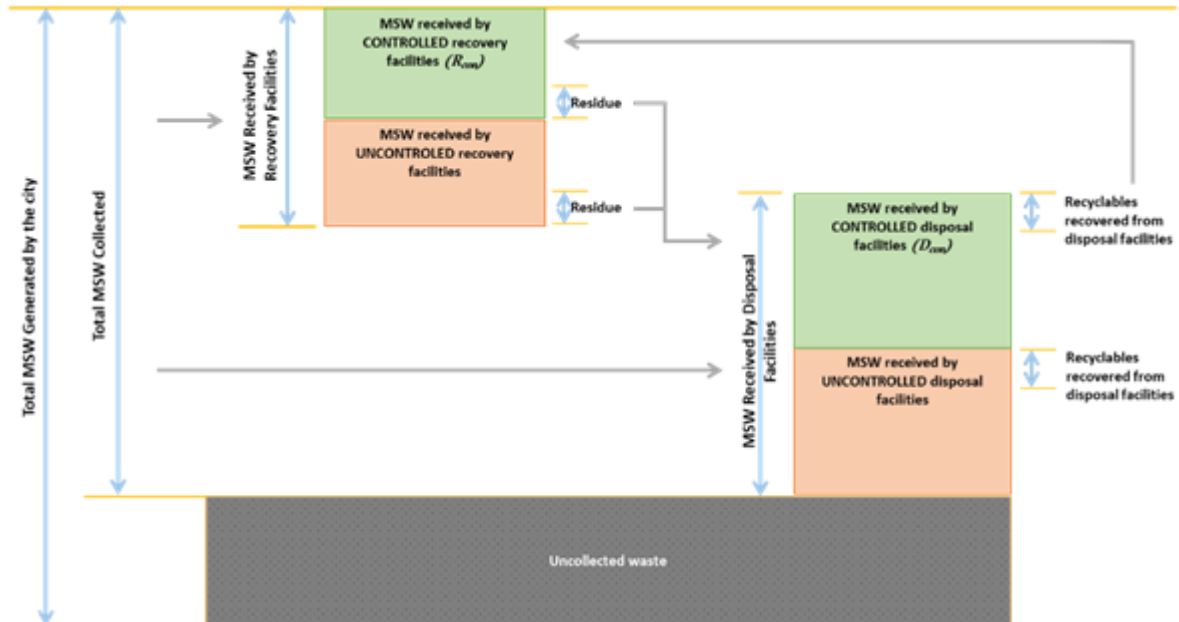 Total MSW Generated by the city
Total MSW Collected
MSW Received by
Recovery Facilities
MSW received by
CONTROLLED recovery
facilities (Rcon)
Residue
MSW received by
UNCONTROLED recovery
facilities
Residue
MSW Received by Disposal
Facilities
MSW received by
CONTROLLED disposal
facilities (Dcon)
Recyclables
recovered from
disposal facilities
MSW received by
UNCONTROLLED disposal
facilities
Recyclables
recovered from
disposal facilities
Uncollected waste